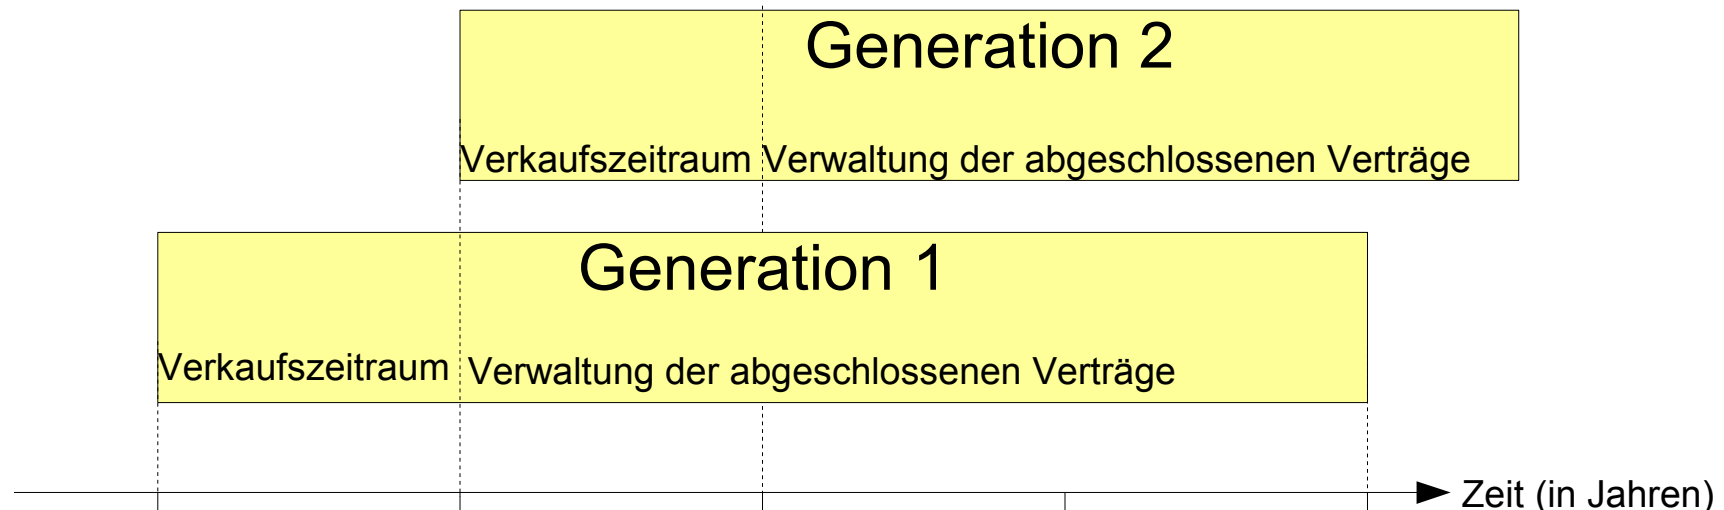 Generation 2
Verkaufszeitraum Verwaltung der abgeschlossenen Verträge
Generation 1
Verkaufszeitraum Verwaltung der abgeschlossenen Verträge
Zeit (in Jahren)